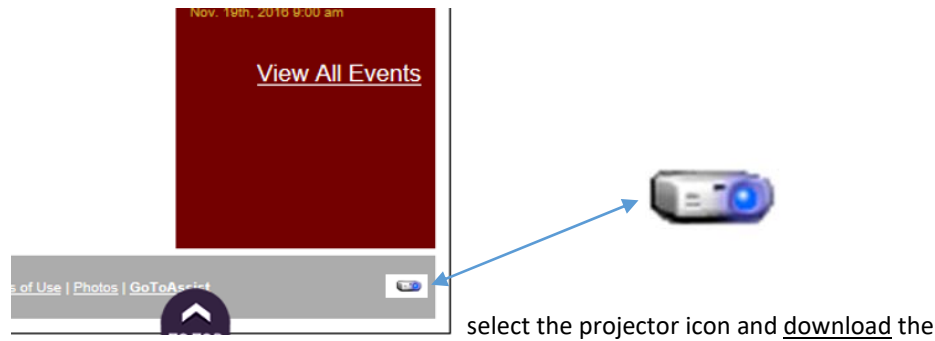 Nov. 19th, 2016 9:00 am
View All Events
s of Use | Photos | GoToAssist
select the projector icon and download the